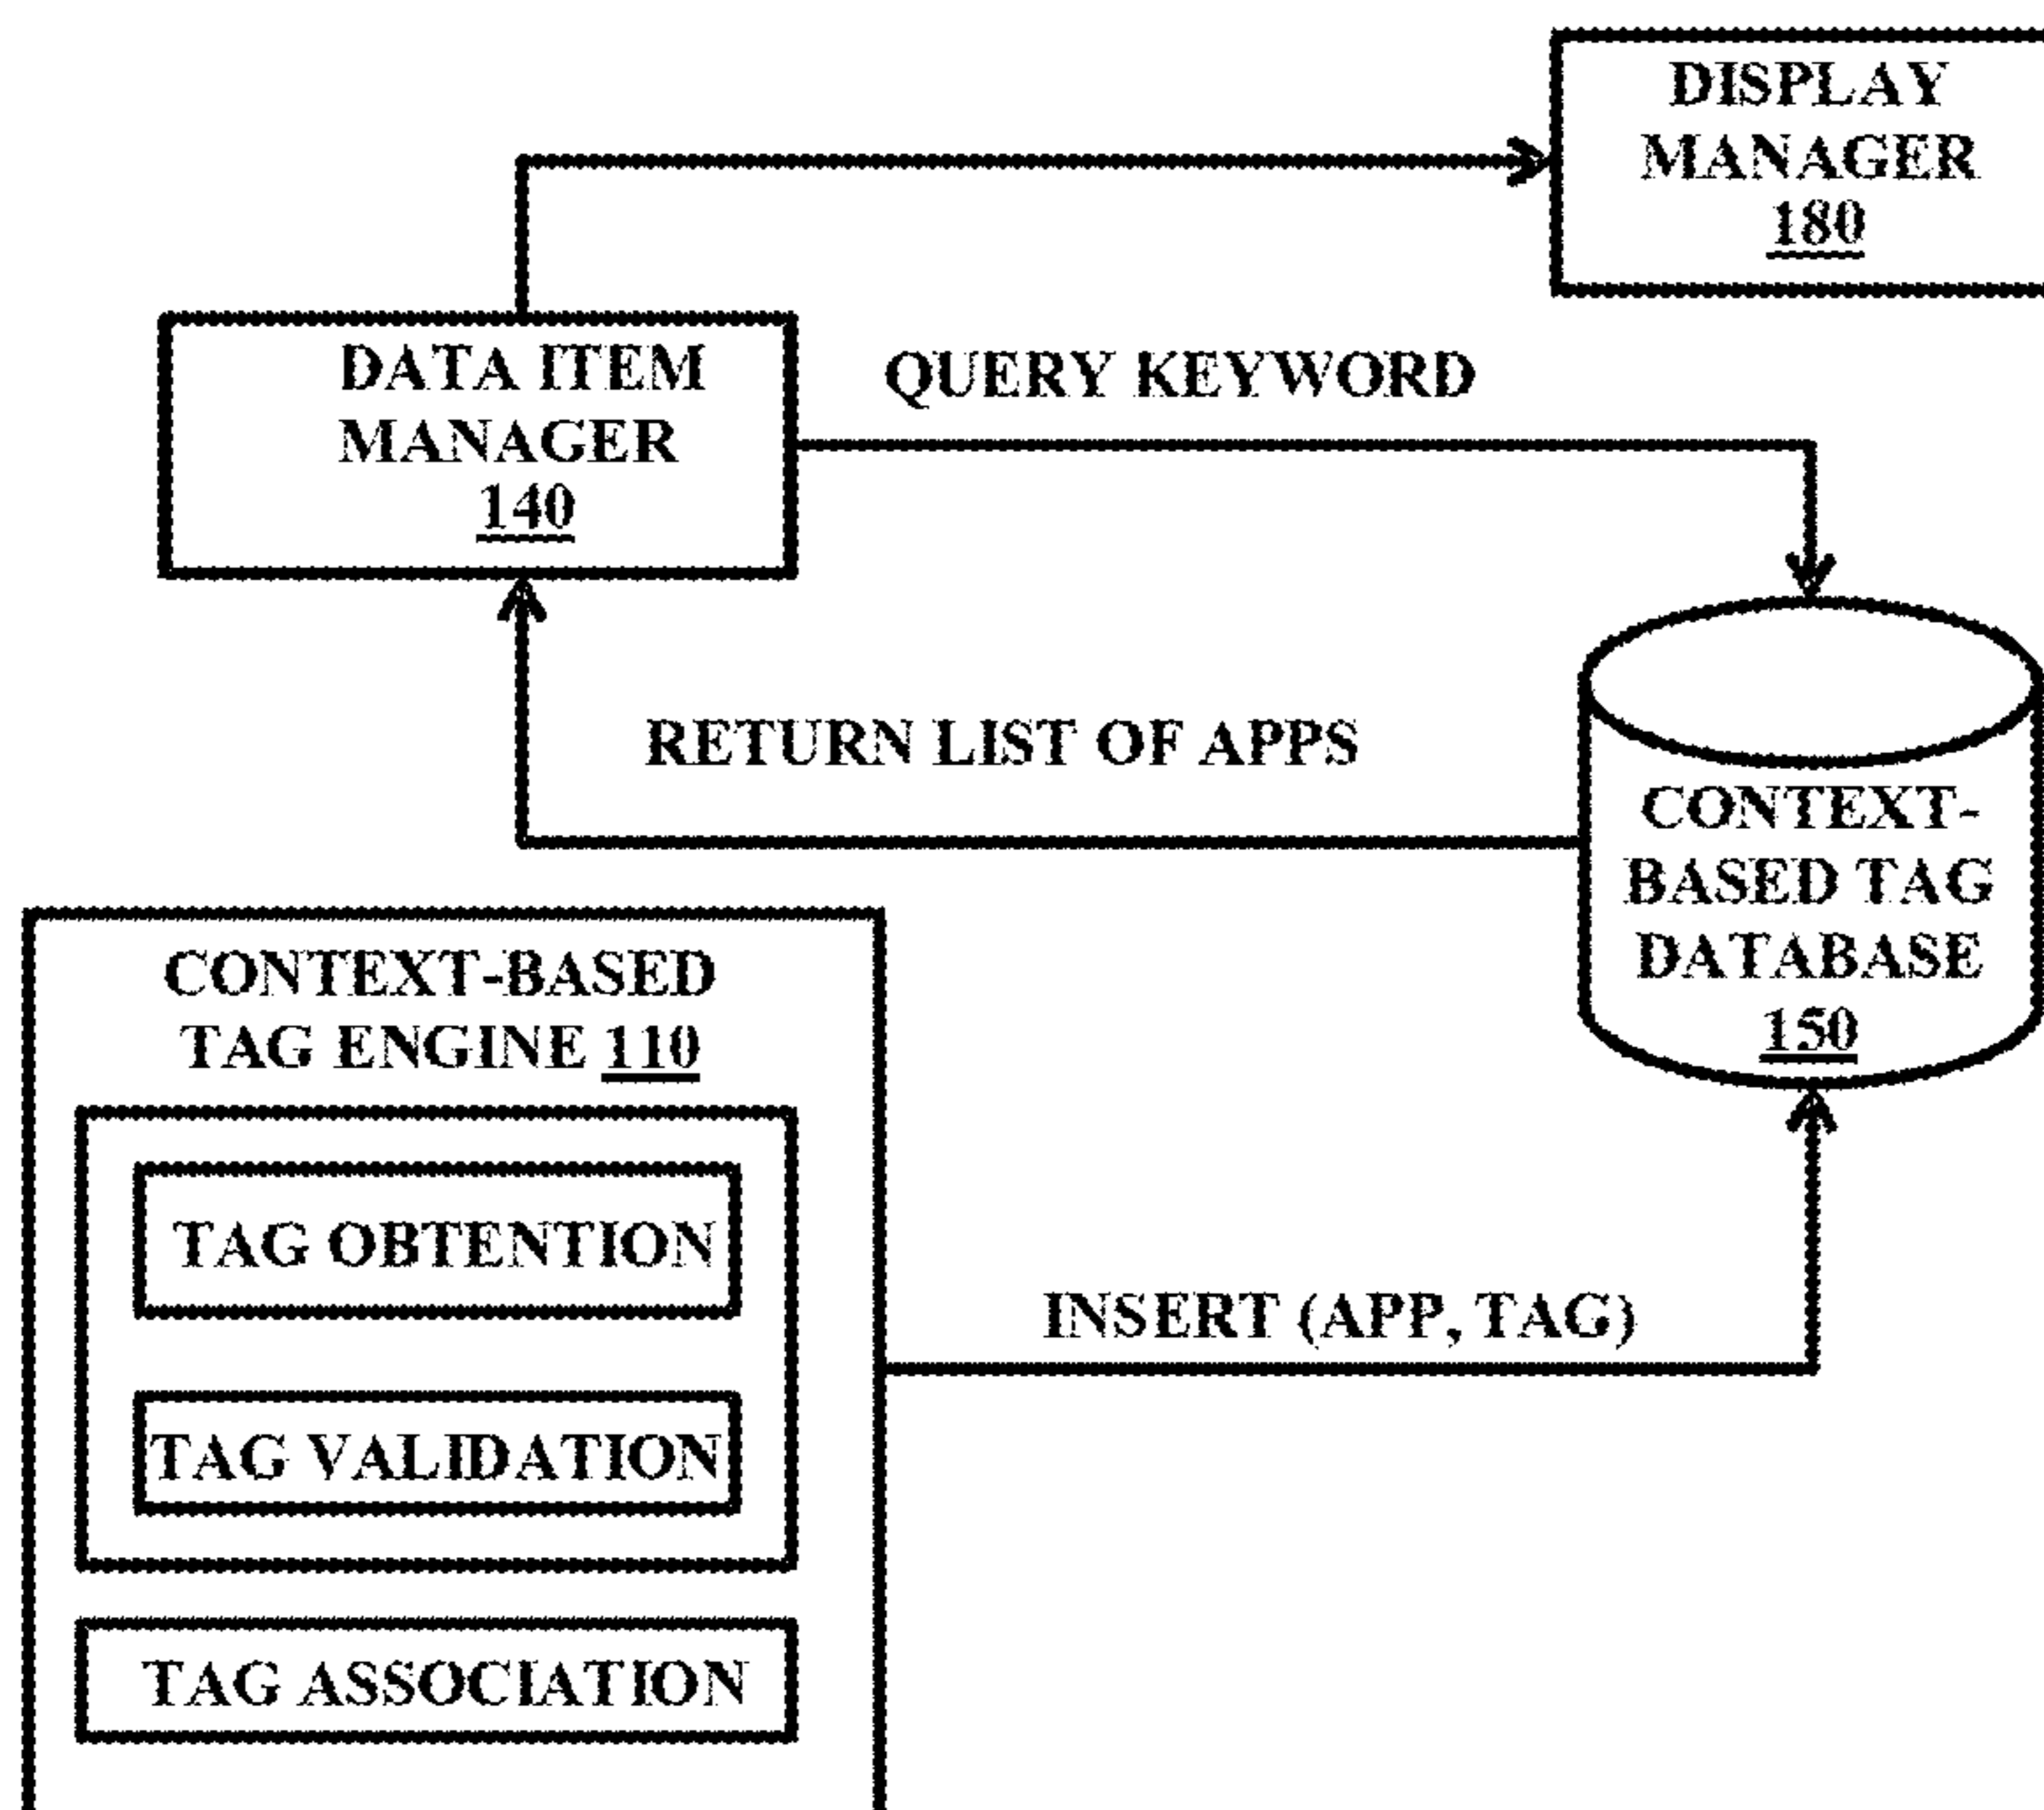 DISPLAY
MANAGER
180
DATA ITEM
MANAGER
140
QUERY KEYWORD
RETURN LIST OF APPS
CONTEXT-
BASED TAG
DATABASE
150
CONTEXT-BASED
TAG ENGINE 110
TAG OBTENTION
INSERT (APP, TAG)
TAG VALIDATION
TAG ASSOCIATION